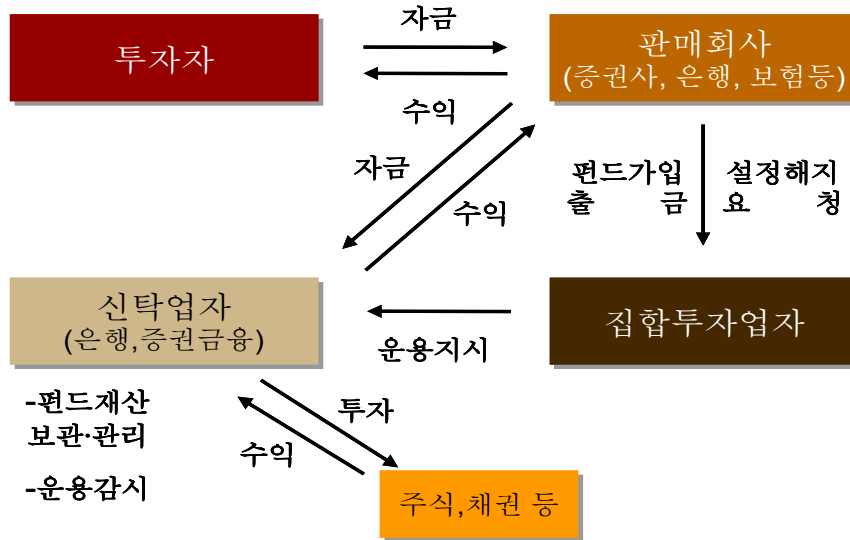 자금
투자자
판매회사
(증권사, 은행, 보험등)
수익
자금
수익
펀드가입
출 금
설정해지
요 청
신탁업자
(은행,증권금융)
집합투자업자
운용지시
-펀드재산
보관·관리
-운용감시
투자
수익
주식,채권 등